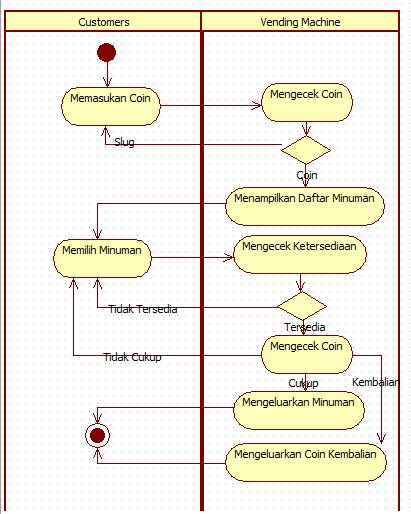 Customers
Vending Machine
Memasukan Coin
Mengecek Coin
Slug
Coin
Menampilkan Daftar Minuman
Memilih Minuman
Mengecek Ketersediaan
Tidak Tersedia
Tersedia
Mengecek Coin
Tidak Cukup
Cukup
Kembalian
Mengeluarkan Minuman
Mengeluarkan Coin Kembalian